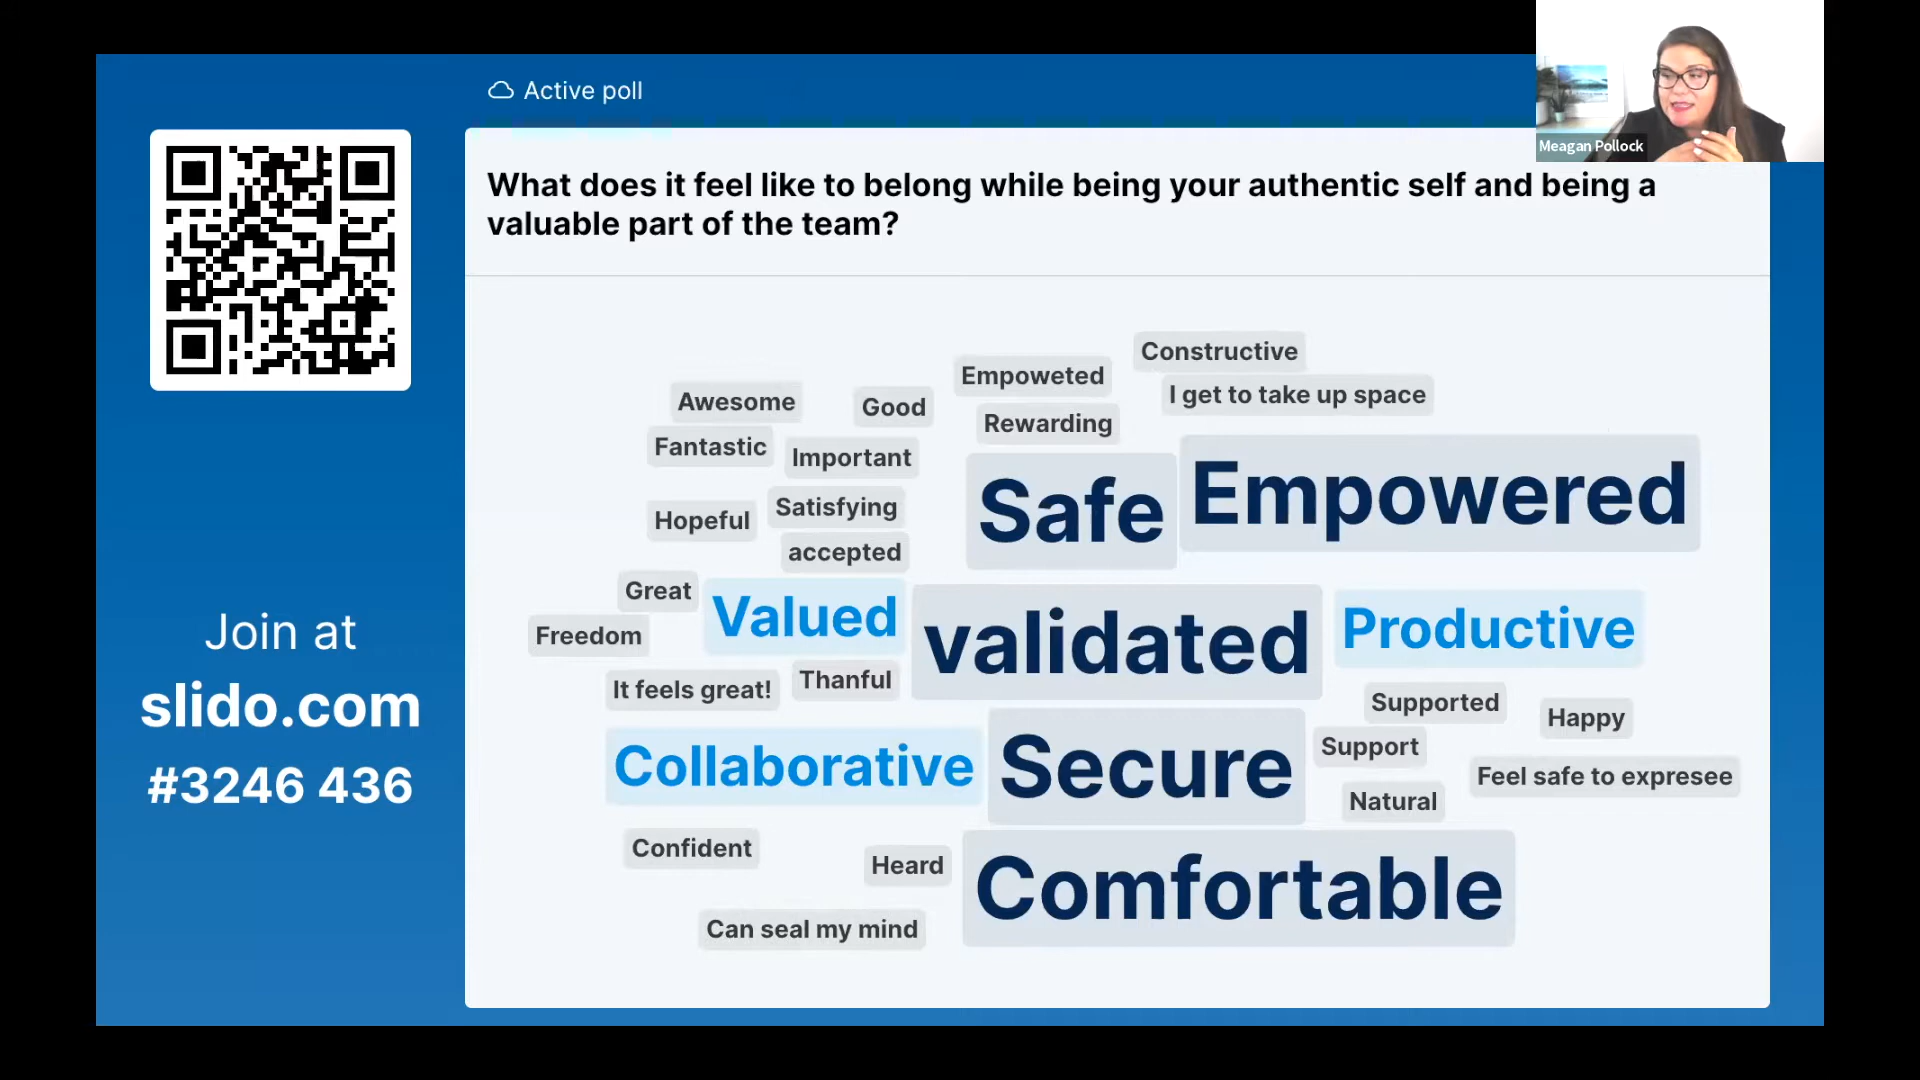 Active poll
Meagan Pollock
What does it feel like to belong while being your authentic self and being a
valuable part of the team?
Join at
slido.com
#3246 436
Constructive
Empoweted
I get to take up space
Awesome
Good
Rewarding
Fantastic
Important
Safe
Empowered
Hopeful
Satisfying
accepted
Great
Valued
validated
Productive
Freedom
It feels great!
Thanful
Supported
Happy
Collaborative
Secure
Support
Feel safe to expresee
Natural
Confident
Heard
Comfortable
Can seal my mind